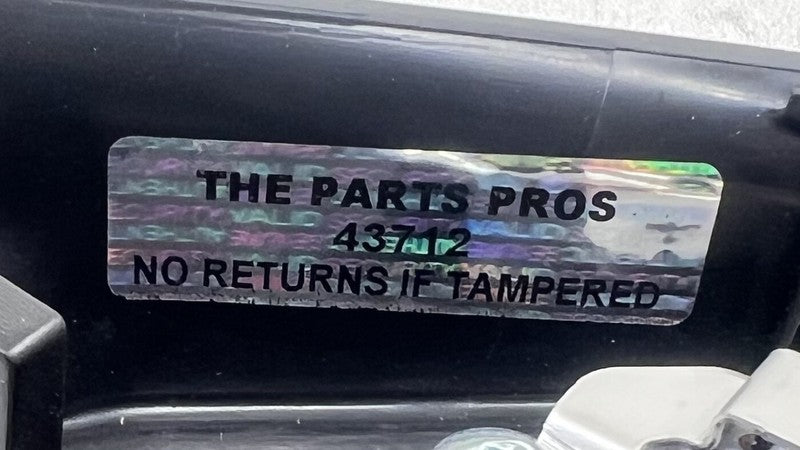 THE PARTS PROS
43712
NO RETURNS IF TAMPERED